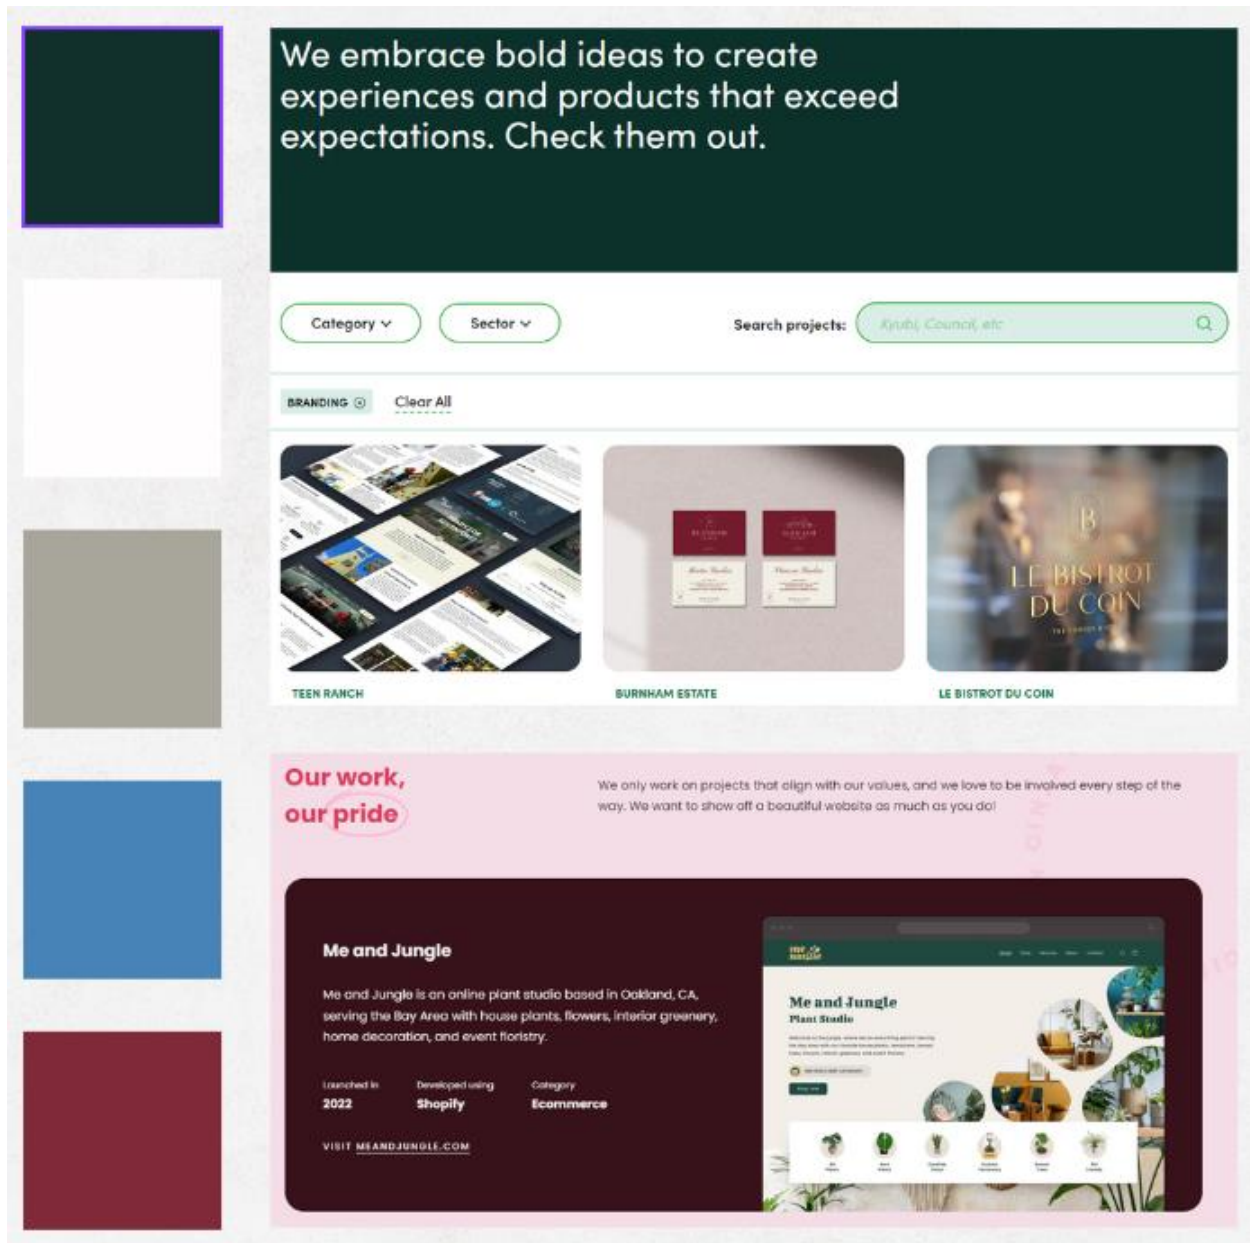 We embrace bold ideas to create
experiences and products that exceed
expectations. Check them out.
Category
Sector
Search projects:
Kyubi, Council, etc
BRANDING
Clear All
B
LE BISTROT
DU COIN
TEEN RANCH
BURNHAM ESTATE
LE BISTROT DU COIN
Our work,
our pride
We only work on projects that align with our values, and we love to be involved every step of the
way. We want to show off a beautiful website as much as you do!
Me and Jungle
Me and Jungle is an online plant studio based in Oakland, CA,
serving the Bay Area with house plants, flowers, interior greenery,
home decoration, and event floristry.
Launched in
Developed using
Category
2022
Shopify
Ecommerce
VISIT MEANDJUNGLE.COM
me
Me and Jungle
Plant Studio